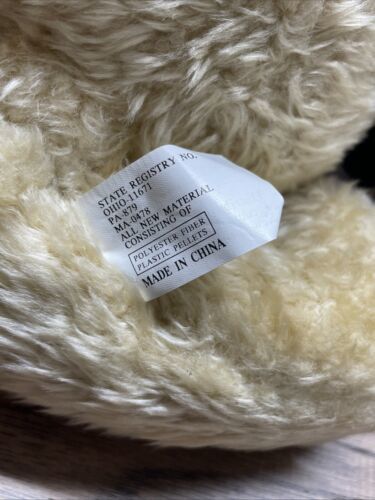 STATE REGISTRY NO.
OHIO-11671
PA-879
MA-0478
ALL NEW MATERIAL
CONSISTING OF
POLYESTER FIBER
PLASTIC PELLETS
MADE IN CHINA